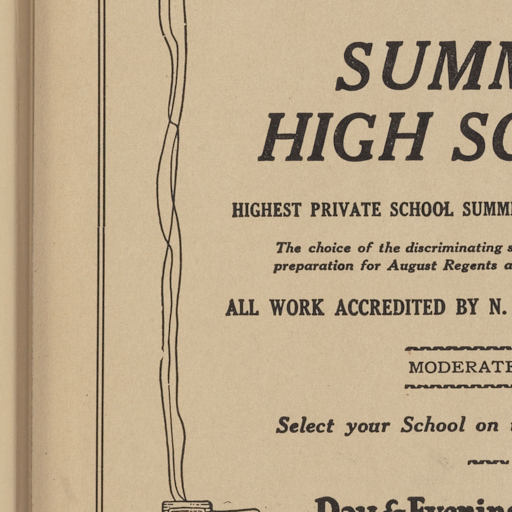 SUMM
HIGH SC
HIGHEST PRIVATE SCHOOL SUMME
The choice of the discriminating s
preparation for August Regents a
ALL WORK ACCREDITED BY N.
MODERATE
Select your School on
Day & Evening